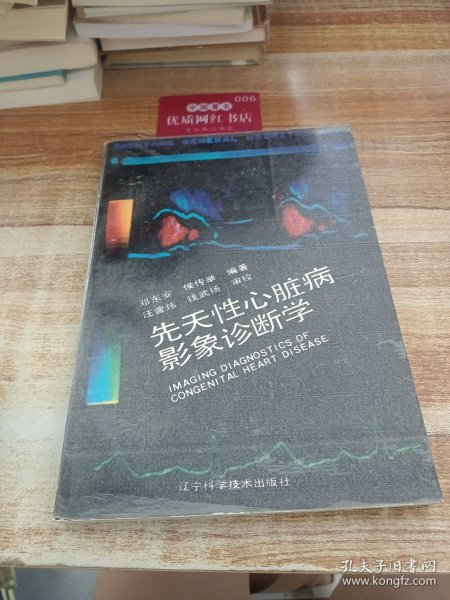 006
中国著名
优质网红书店
GENERAL HOSPIT
邓东安 侯传举 编著
汪曾炜 钱武扬 审校
先天性心脏病
影象诊断学
IMAGING DIAGNOSTICS OF
CONGENITAL HEART DISEASE
辽宁科学技术出版社
孔夫子旧书网
www.kongfz.com